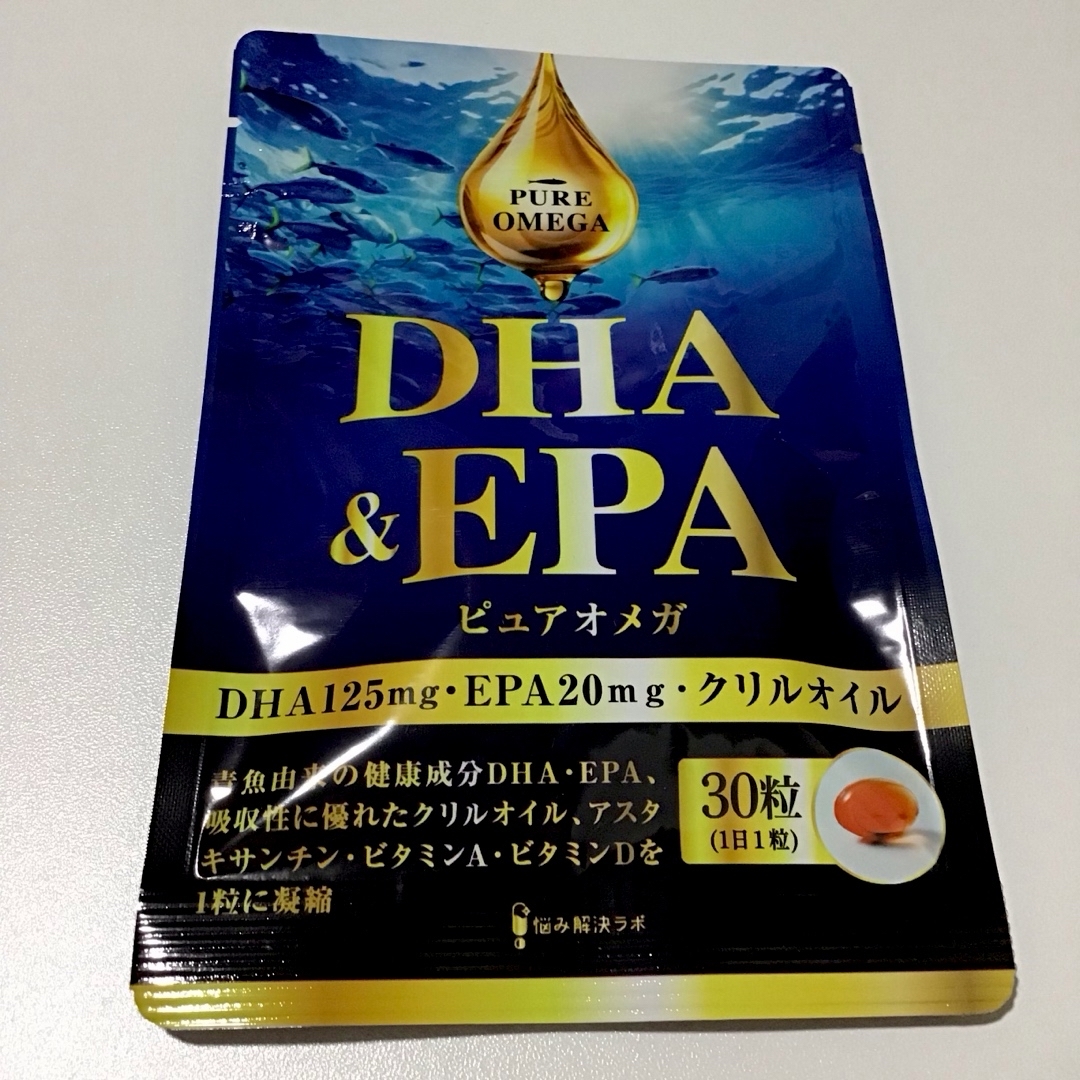 PURE
OMEGA
DHA
&EPA
ピュアオメガ
DHA125mg・EPA20mg・クリルオイル
青魚由来の健康成分DHA・EPA、
吸収性に優れたクリルオイル、アスタ
キサンチン・ビタミンA・ビタミンDを
1粒に凝縮
30粒
(1日1粒)
悩み解決ラボ